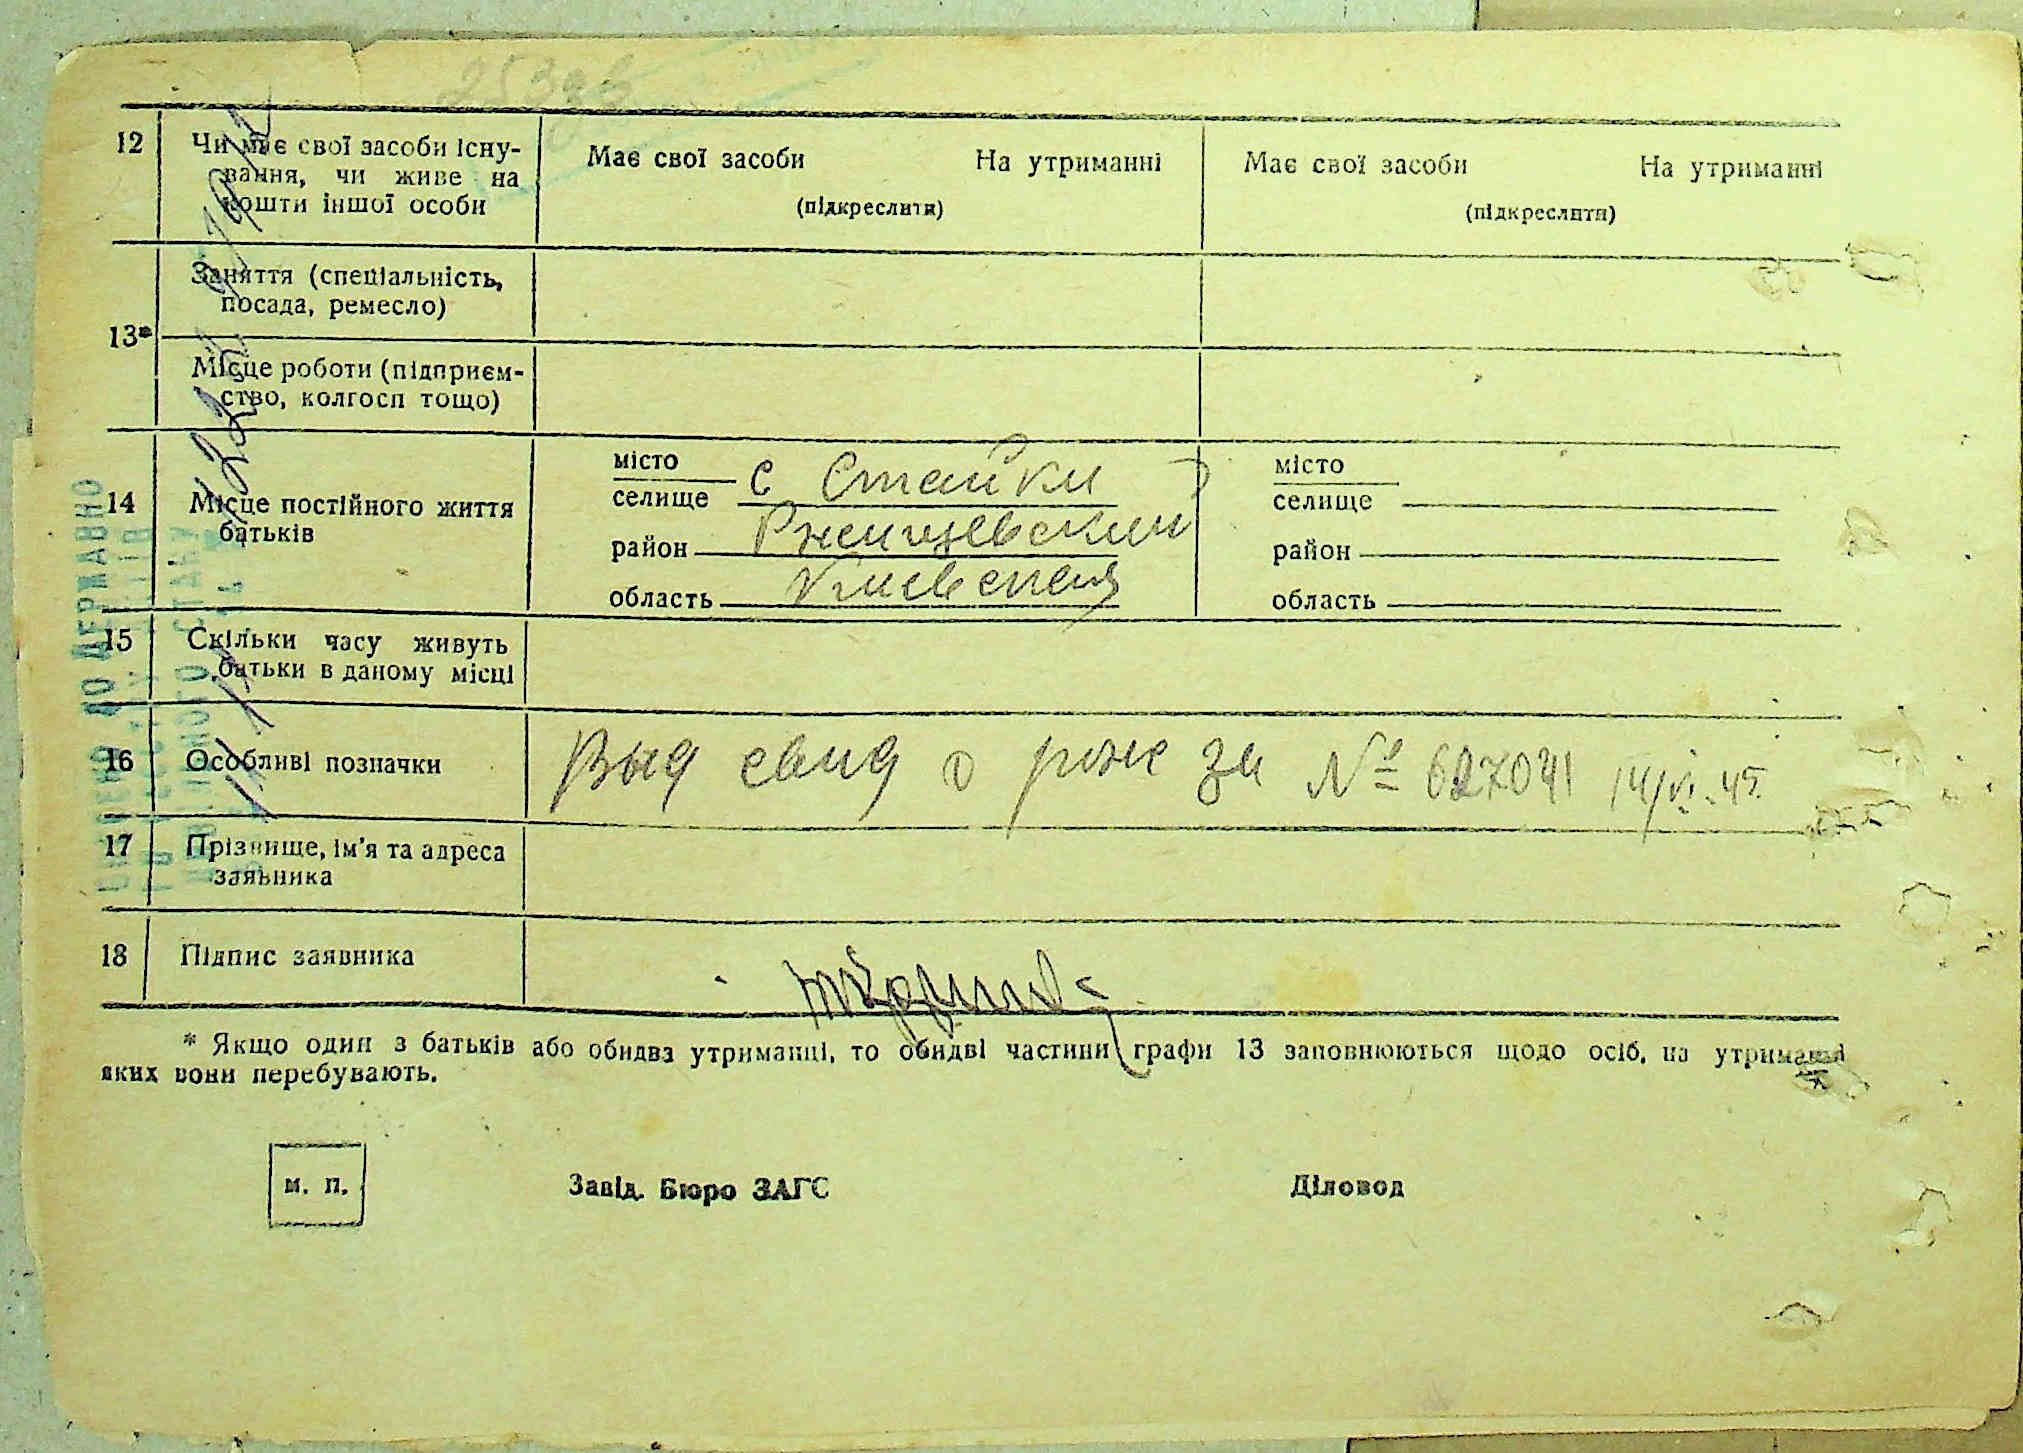 12 Чи має свої засоби існу-
вання, чи живе на
кошти іншої особи
Має свої засоби На утриманні
(підкреслити)
Має свої засоби На утриманні
(підкреслити)
13*
Заняття (спеціальність,
посада, ремесло)
Місце роботи (підприєм-
ство, колгосп тощо)
14 Місце постійного життя
батьків
місто
селище с Стайки
район Ржищевский
область Киевская
місто
селище
район
область
15 Скільки часу живуть
батьки в даному місці
16 Особливі позначки
Выд свид о рож за № 627041 14/VI.45
17 Прізвище, ім'я та адреса
заявника
18 Підпис заявника
* Якщо один з батьків або обидва утриманці, то обидві частини графи 13 заповнюються щодо осіб, на утриманні
яких вони перебувають.
м. п. Завід. Бюро ЗАГС Діловод